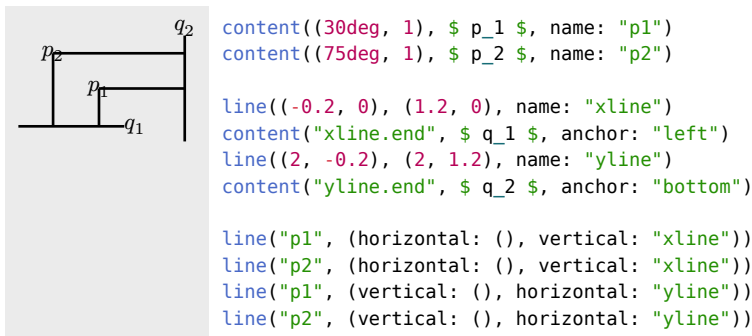 q₂
p₂
p₁
q₁
content((30deg, 1), $ p_1 $, name: "p1")
content((75deg, 1), $ p_2 $, name: "p2")
line((-0.2, 0), (1.2, 0), name: "xline")
content("xline.end", $ q_1 $, anchor: "left")
line((2, -0.2), (2, 1.2), name: "yline")
content("yline.end", $ q_2 $, anchor: "bottom")
line("p1", (horizontal: (), vertical: "xline"))
line("p2", (horizontal: (), vertical: "xline"))
line("p1", (vertical: (), horizontal: "yline"))
line("p2", (vertical: (), horizontal: "yline"))